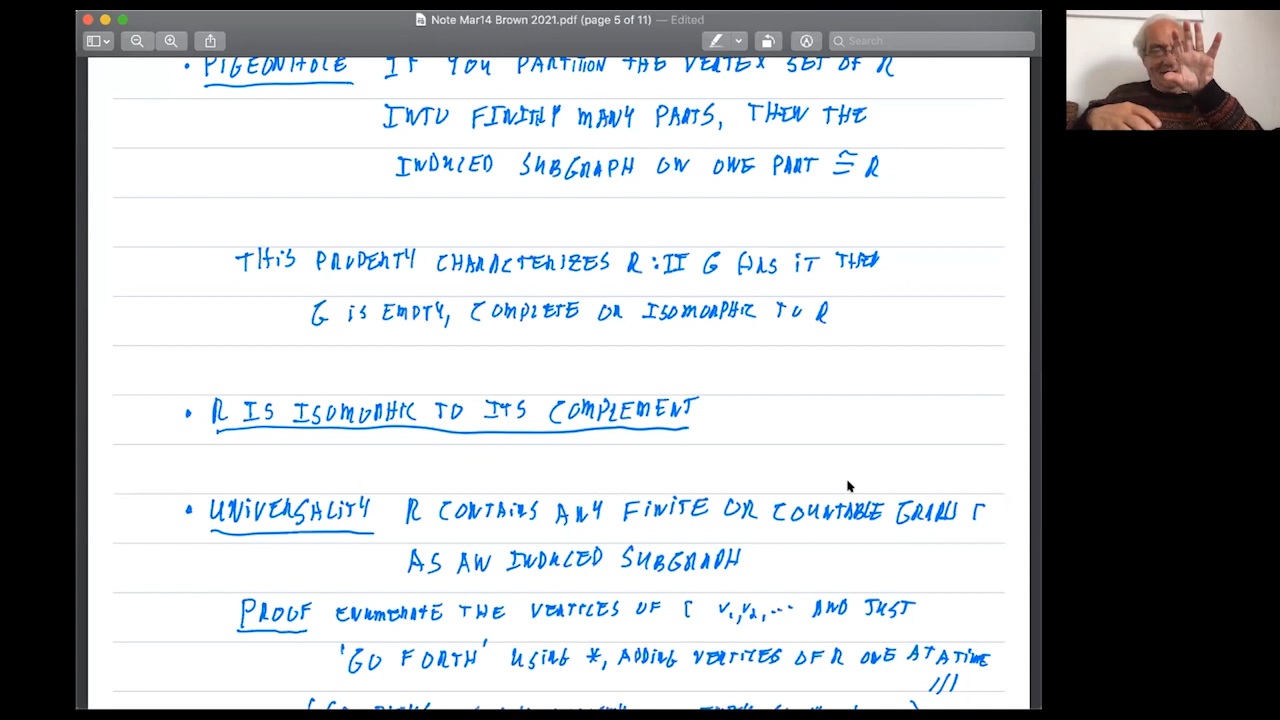 Note Mar14 Brown 2021.pdf (page 5 of 11) — Edited
Search
• PIGEONHOLE IF YOU PARTITION THE VERTEX SET OF R
INTO FINITELY MANY PARTS, THEN THE
INDUCED SUBGRAPH ON ONE PART ≅ R
THIS PROPERTY CHARACTERIZES R : IF G HAS IT THEN
G IS EMPTY, COMPLETE OR ISOMORPHIC TO R
• R IS ISOMORPHIC TO ITS COMPLEMENT
• UNIVERSALITY R CONTAINS ANY FINITE OR COUNTABLE GRAPH Γ
AS AN INDUCED SUBGRAPH
PROOF ENUMERATE THE VERTICES OF Γ v₁,v₂,... AND JUST
'GO FORTH' USING *, ADDING VERTICES OF R ONE AT A TIME
///